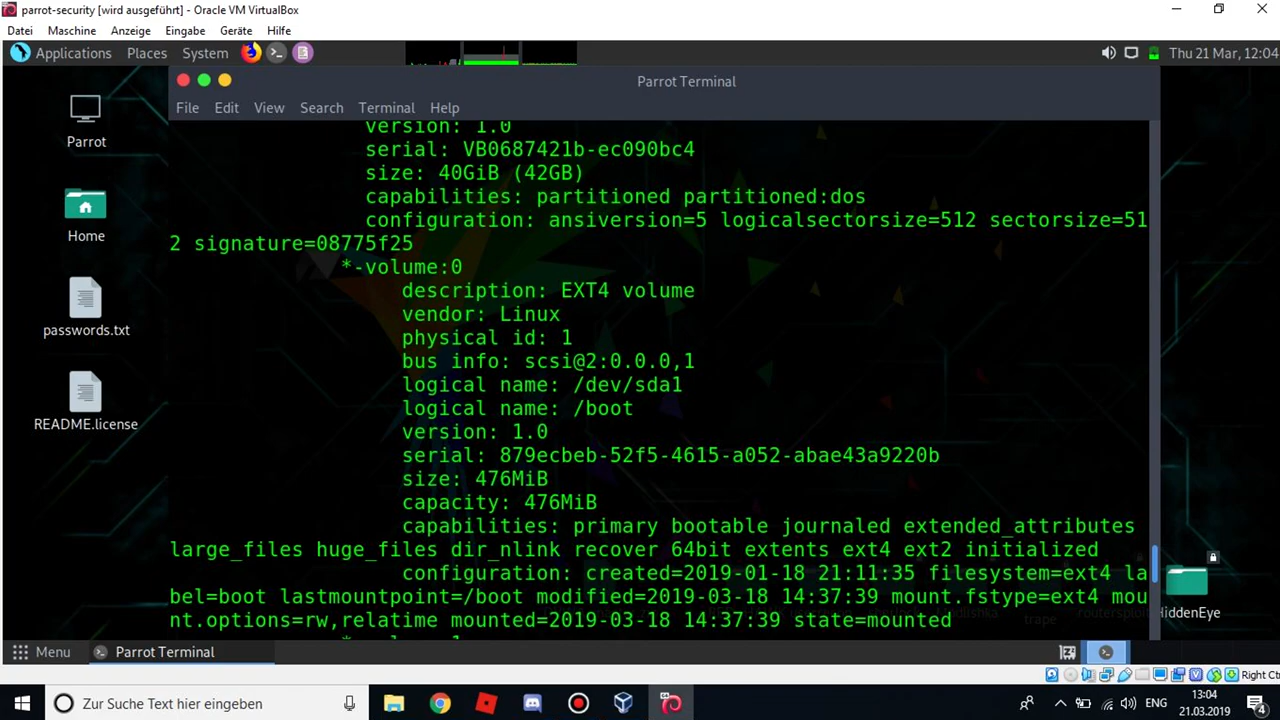 parrot-security [wird ausgeführt] - Oracle VM VirtualBox
Datei Maschine Anzeige Eingabe Geräte Hilfe
Applications Places System Thu 21 Mar, 12:04
Parrot Terminal
File Edit View Search Terminal Help
Parrot
Home
passwords.txt
README.license
version: 1.0
serial: VB0687421b-ec090bc4
size: 40GiB (42GB)
capabilities: partitioned partitioned:dos
configuration: ansiversion=5 logicalsectorsize=512 sectorsize=51
2 signature=08775f25
*-volume:0
description: EXT4 volume
vendor: Linux
physical id: 1
bus info: scsi@2:0.0.0,1
logical name: /dev/sda1
logical name: /boot
version: 1.0
serial: 879ecbeb-52f5-4615-a052-abae43a9220b
size: 476MiB
capacity: 476MiB
capabilities: primary bootable journaled extended_attributes
large_files huge_files dir_nlink recover 64bit extents ext4 ext2 initialized
configuration: created=2019-01-18 21:11:35 filesystem=ext4 la
bel=boot lastmountpoint=/boot modified=2019-03-18 14:37:39 mount.fstype=ext4 mou
nt.options=rw,relatime mounted=2019-03-18 14:37:39 state=mounted
trape
HiddenEye
Menu Parrot Terminal
Right Ctr
Zur Suche Text hier eingeben
ENG
13:04
21.03.2019
4